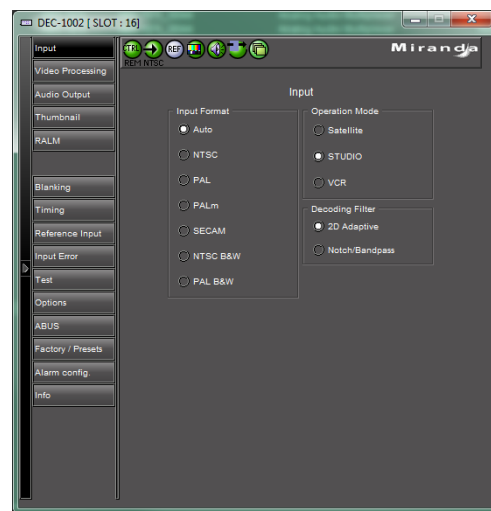 DEC-1002 [ SLOT : 16]
CTRL REF
REM NTSC
Miranda
Input
Video Processing
Audio Output
Thumbnail
RALM
Blanking
Timing
Reference Input
Input Error
Test
Options
ABUS
Factory / Presets
Alarm config.
Info
Input
Input Format
Auto
NTSC
PAL
PALm
SECAM
NTSC B&W
PAL B&W
Operation Mode
Satellite
STUDIO
VCR
Decoding Filter
2D Adaptive
Notch/Bandpass